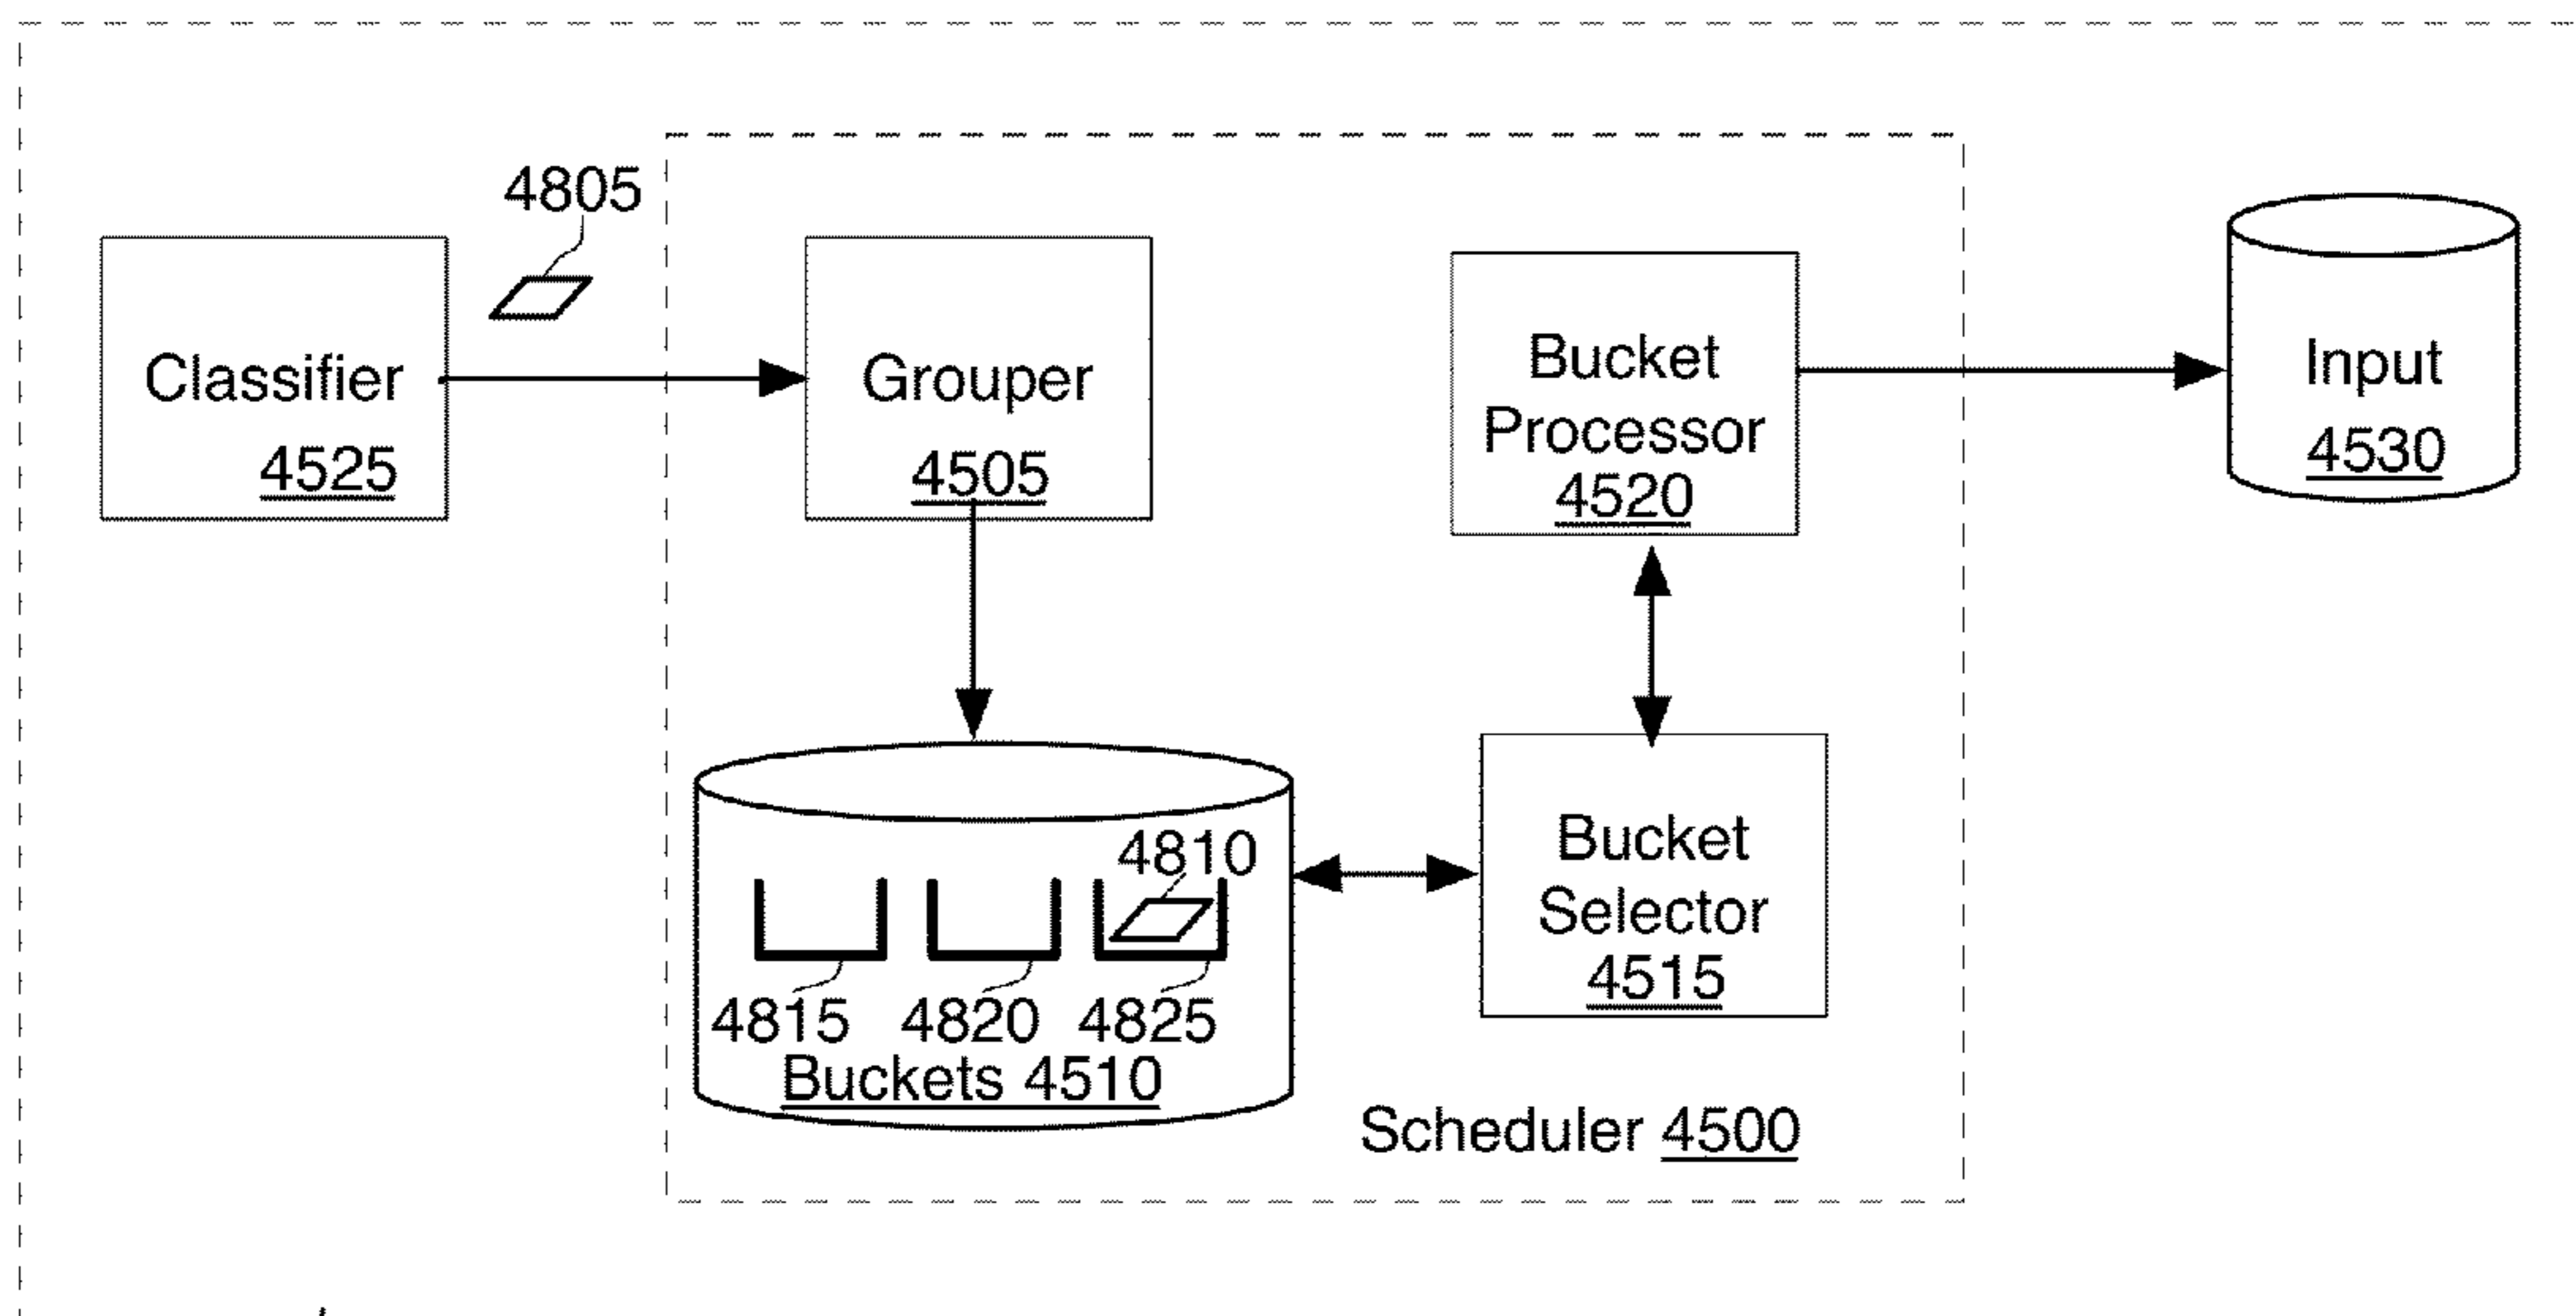 4805
Classifier
4525
Grouper
4505
Bucket
Processor
4520
Input
4530
4810
4815 4820 4825
Buckets 4510
Bucket
Selector
4515
Scheduler 4500